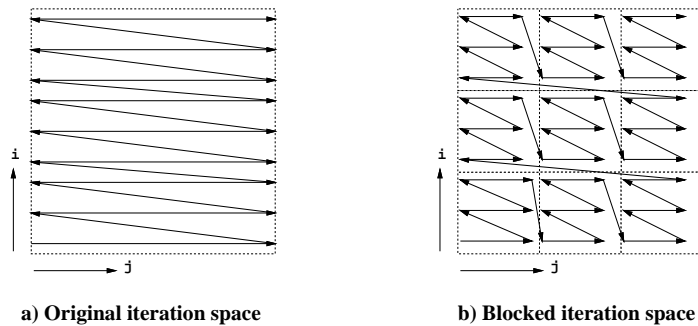 i
j
a) Original iteration space
i
j
b) Blocked iteration space